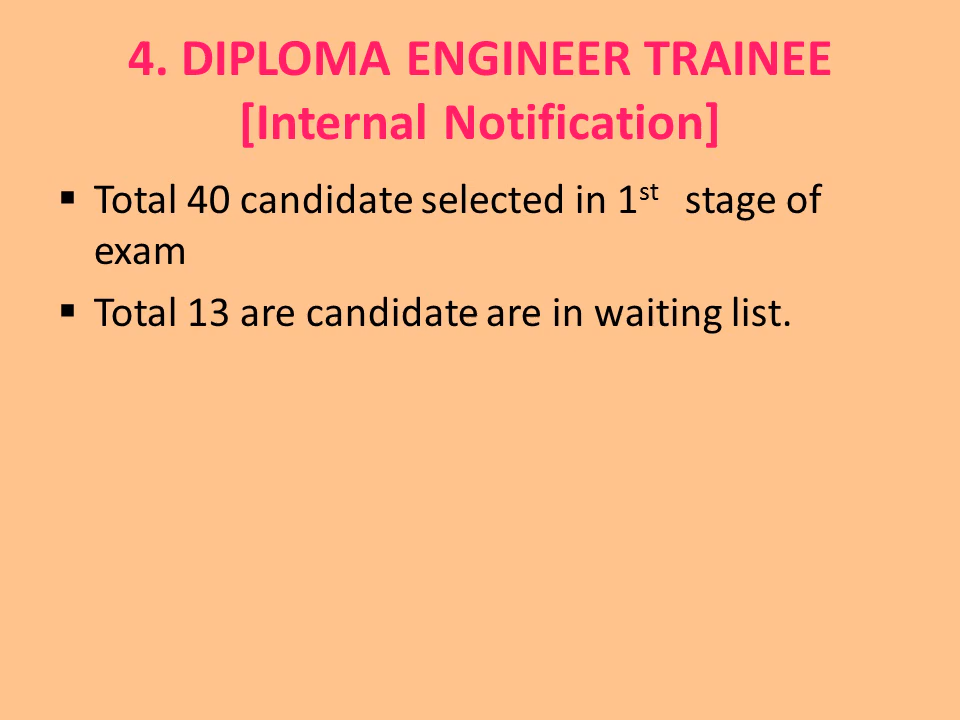 4. DIPLOMA ENGINEER TRAINEE
[Internal Notification]
▪ Total 40 candidate selected in 1st stage of
exam
▪ Total 13 are candidate are in waiting list.